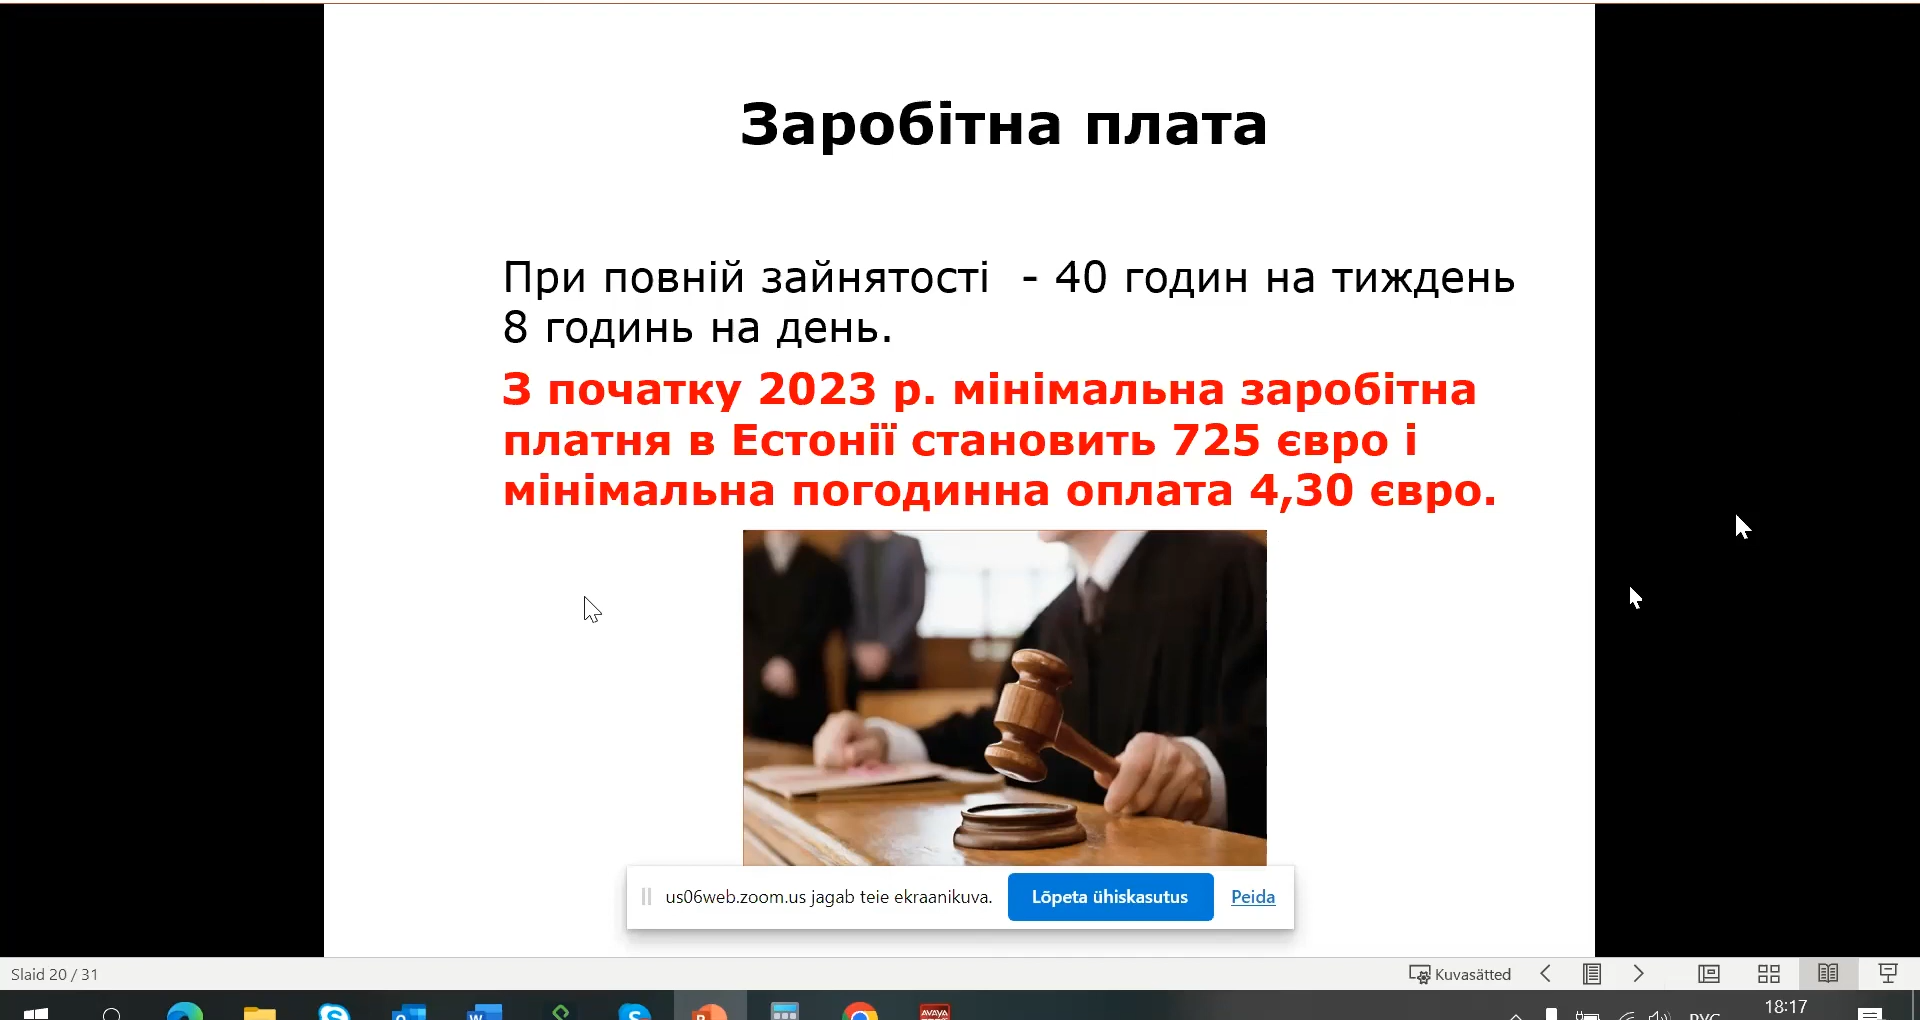 Заробітна плата
При повній зайнятості - 40 годин на тиждень
8 годинь на день.
З початку 2023 р. мінімальна заробітна
платня в Естонії становить 725 євро і
мінімальна погодинна оплата 4,30 євро.
us06web.zoom.us jagab teie ekraanikuva. Lõpeta ühiskasutus Peida
Slaid 20 / 31 Kuvasätted
AVAYA
18:17